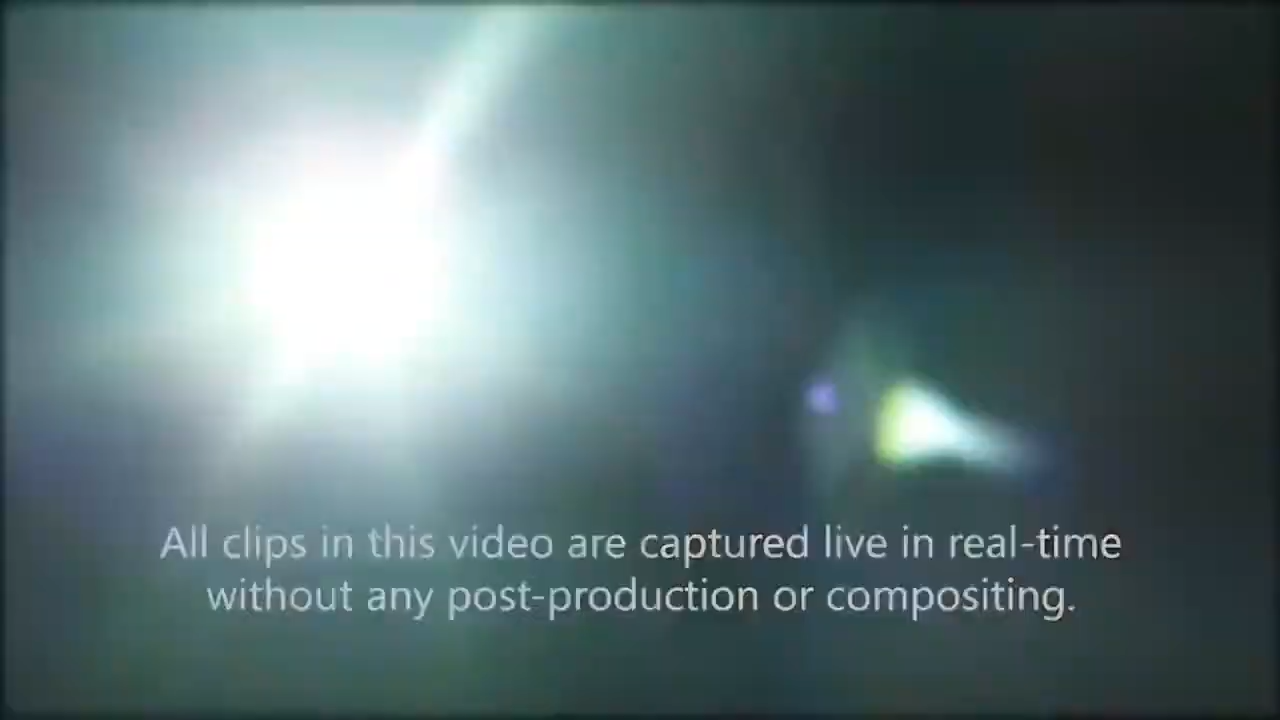 All clips in this video are captured live in real-time
without any post-production or compositing.